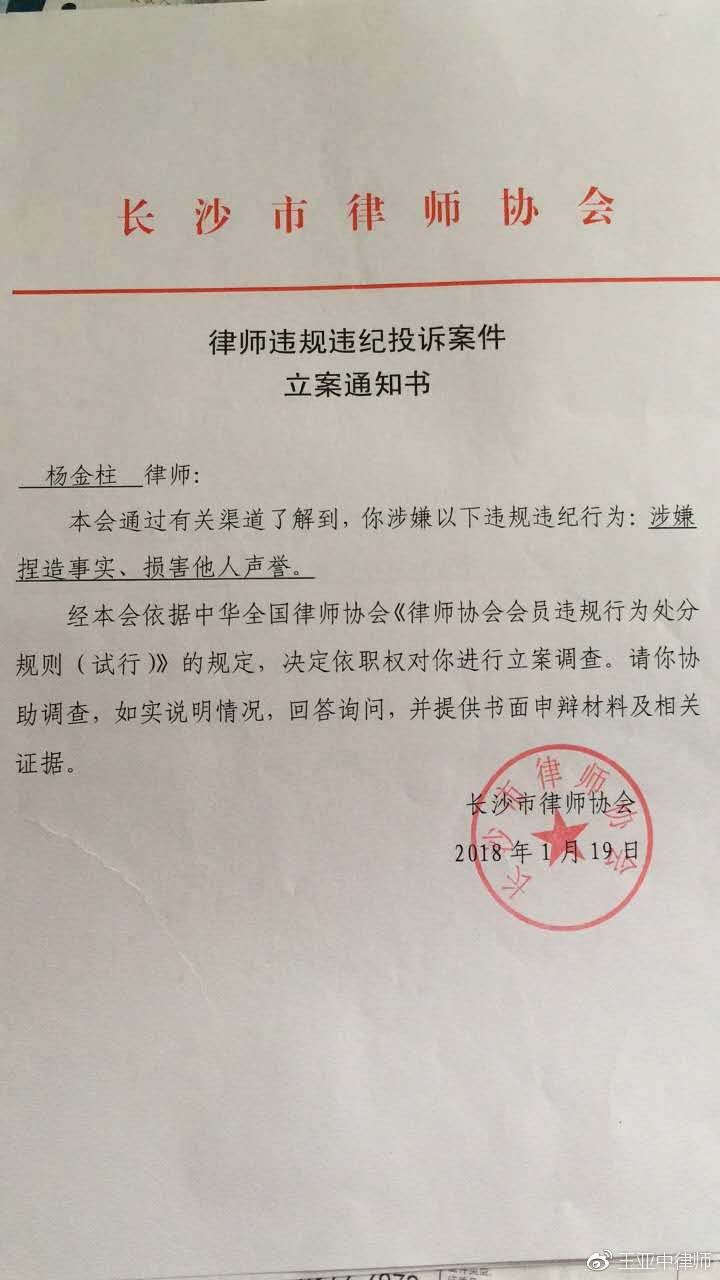 长沙市律师协会
律师违规违纪投诉案件
立案通知书
杨金柱 律师：
本会通过有关渠道了解到，你涉嫌以下违规违纪行为：涉嫌
捏造事实、损害他人声誉。
经本会依据中华全国律师协会《律师协会会员违规行为处分
规则（试行）》的规定，决定依职权对你进行立案调查。请你协
助调查，如实说明情况，回答询问，并提供书面申辩材料及相关
证据。
长沙市律师协会
2018年1月19日
长沙市律师协会
王亚中律师